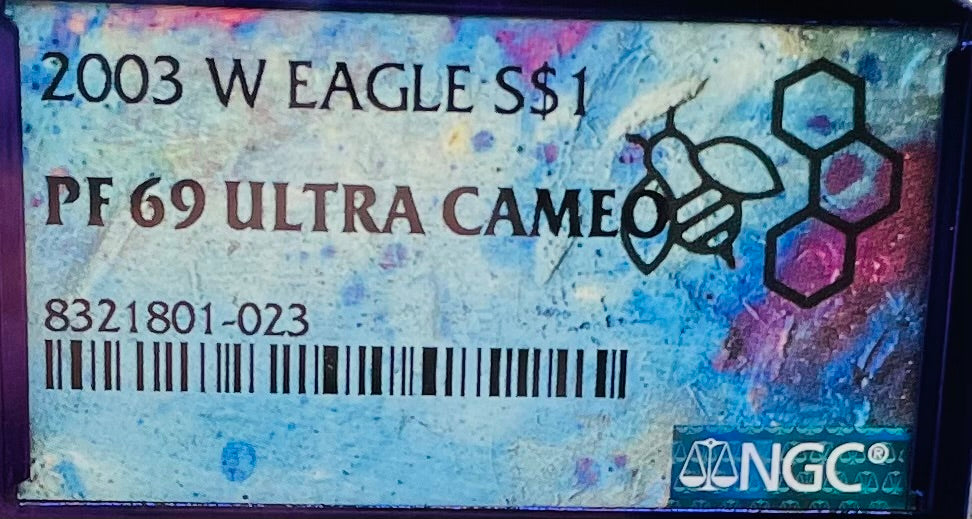 2003 W EAGLE S$1
PF 69 ULTRA CAMEO
8321801-023
NGC®